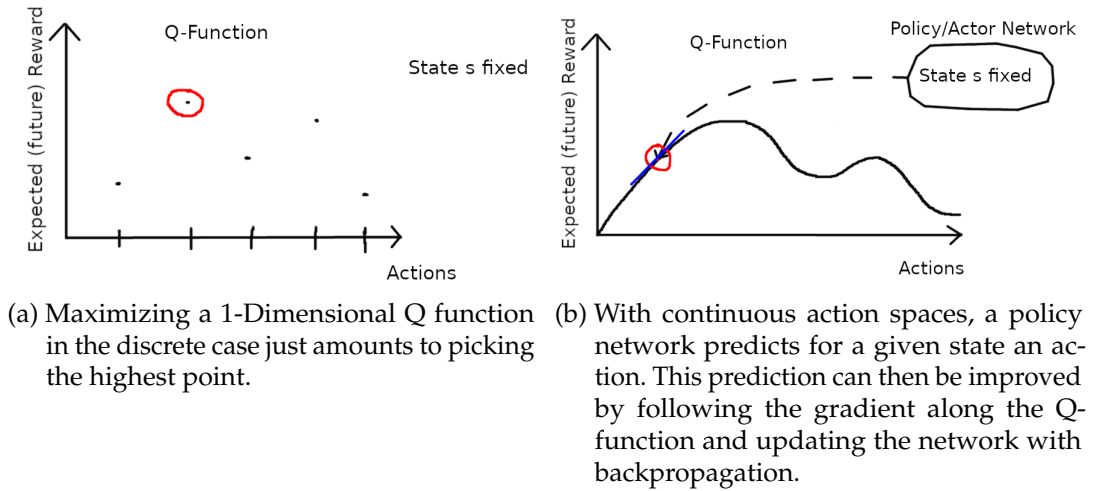 Q-Function
State s fixed
Expected (future) Reward
Actions
(a) Maximizing a 1-Dimensional Q function
in the discrete case just amounts to picking
the highest point.
Policy/Actor Network
Q-Function
State s fixed
Expected (future) Reward
Actions
(b) With continuous action spaces, a policy
network predicts for a given state an ac-
tion. This prediction can then be improved
by following the gradient along the Q-
function and updating the network with
backpropagation.